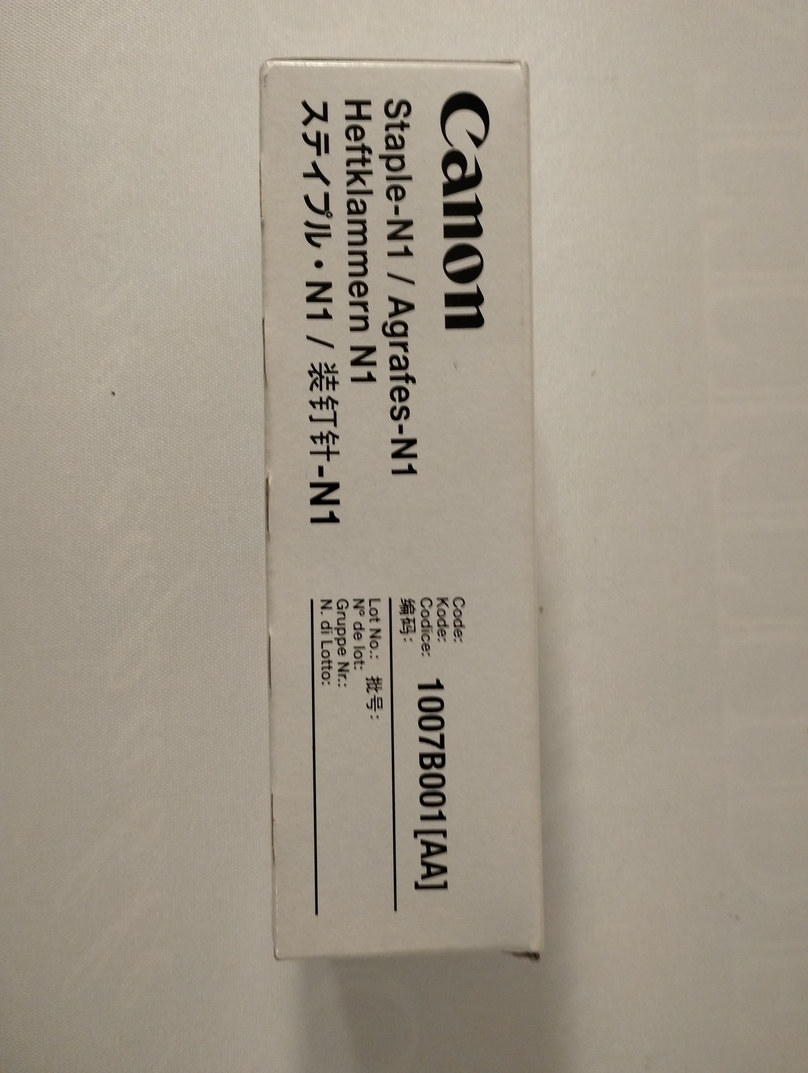 Canon
Staple-N1 / Agrafes-N1
Heftklammern N1
ステイプル・N1 / 装钉针-N1
Code:
Kode:
Codice:
编码:
1007B001[AA]
Lot No.: 批号:
N° de lot:
Gruppe Nr.:
N. di Lotto: